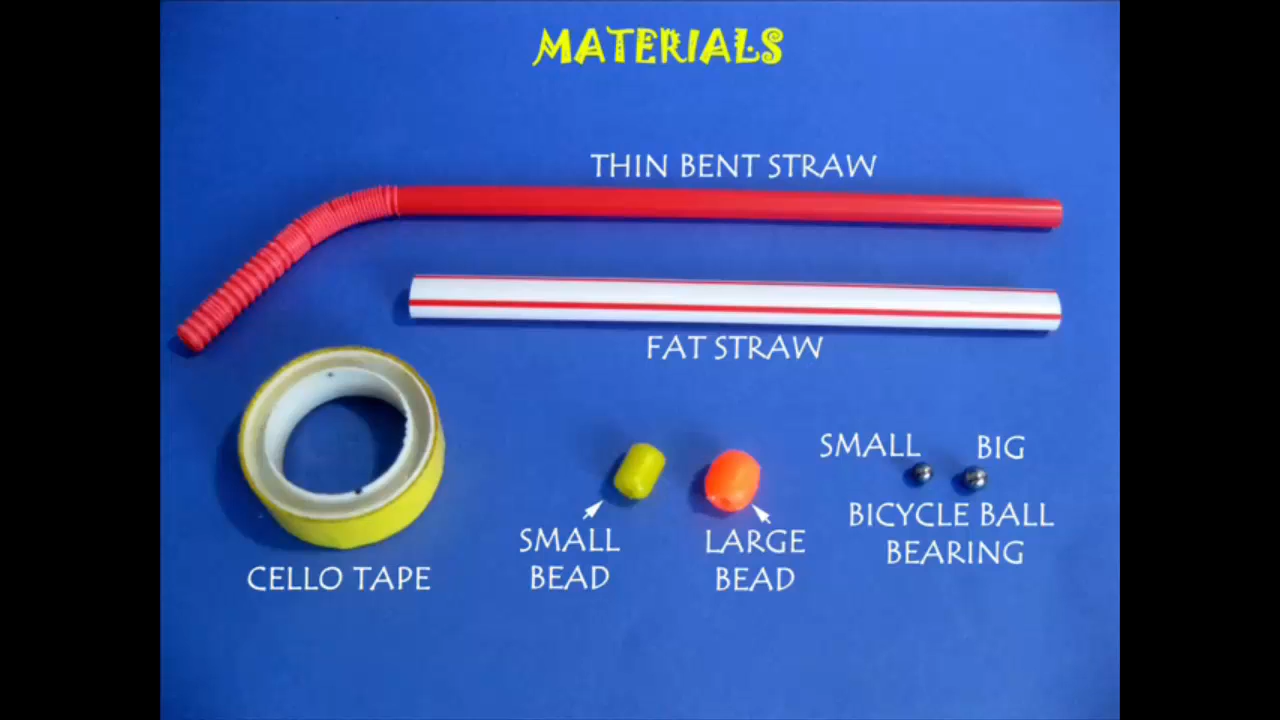 MATERIALS
THIN BENT STRAW
FAT STRAW
SMALL BIG
BICYCLE BALL
BEARING
SMALL
BEAD
LARGE
BEAD
CELLO TAPE